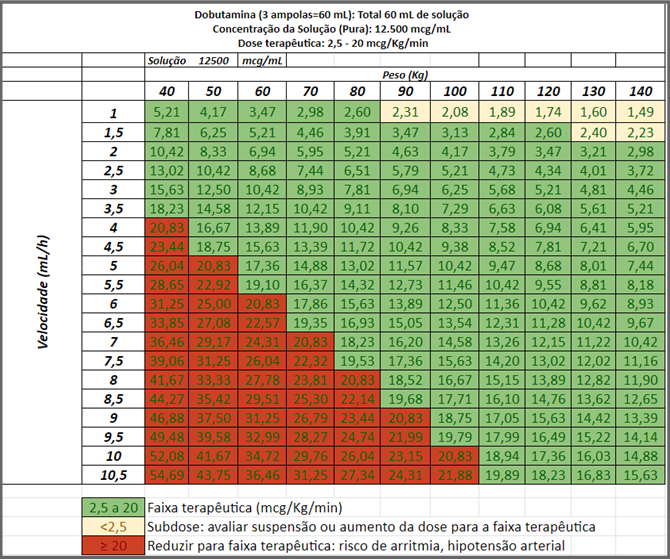 Dobutamina (3 ampolas=60 mL): Total 60 mL de solução
Concentração da Solução (Pura): 12.500 mcg/mL
Dose terapêutica: 2,5 - 20 mcg/Kg/min
Solução 12500 mcg/mL
Peso (Kg)
40 50 60 70 80 90 100 110 120 130 140
Velocidade (mL/h)
1 5,21 4,17 3,47 2,98 2,60 2,31 2,08 1,89 1,74 1,60 1,49
1,5 7,81 6,25 5,21 4,46 3,91 3,47 3,13 2,84 2,60 2,40 2,23
2 10,42 8,33 6,94 5,95 5,21 4,63 4,17 3,79 3,47 3,21 2,98
2,5 13,02 10,42 8,68 7,44 6,51 5,79 5,21 4,73 4,34 4,01 3,72
3 15,63 12,50 10,42 8,93 7,81 6,94 6,25 5,68 5,21 4,81 4,46
3,5 18,23 14,58 12,15 10,42 9,11 8,10 7,29 6,63 6,08 5,61 5,21
4 20,83 16,67 13,89 11,90 10,42 9,26 8,33 7,58 6,94 6,41 5,95
4,5 23,44 18,75 15,63 13,39 11,72 10,42 9,38 8,52 7,81 7,21 6,70
5 26,04 20,83 17,36 14,88 13,02 11,57 10,42 9,47 8,68 8,01 7,44
5,5 28,65 22,92 19,10 16,37 14,32 12,73 11,46 10,42 9,55 8,81 8,18
6 31,25 25,00 20,83 17,86 15,63 13,89 12,50 11,36 10,42 9,62 8,93
6,5 33,85 27,08 22,57 19,35 16,93 15,05 13,54 12,31 11,28 10,42 9,67
7 36,46 29,17 24,31 20,83 18,23 16,20 14,58 13,26 12,15 11,22 10,42
7,5 39,06 31,25 26,04 22,32 19,53 17,36 15,63 14,20 13,02 12,02 11,16
8 41,67 33,33 27,78 23,81 20,83 18,52 16,67 15,15 13,89 12,82 11,90
8,5 44,27 35,42 29,51 25,30 22,14 19,68 17,71 16,10 14,76 13,62 12,65
9 46,88 37,50 31,25 26,79 23,44 20,83 18,75 17,05 15,63 14,42 13,39
9,5 49,48 39,58 32,99 28,27 24,74 21,99 19,79 17,99 16,49 15,22 14,14
10 52,08 41,67 34,72 29,76 26,04 23,15 20,83 18,94 17,36 16,03 14,88
10,5 54,69 43,75 36,46 31,25 27,34 24,31 21,88 19,89 18,23 16,83 15,63
2,5 a 20 Faixa terapêutica (mcg/Kg/min)
<2,5 Subdose: avaliar suspensão ou aumento da dose para a faixa terapêutica
≥ 20 Reduzir para faixa terapêutica: risco de arritmia, hipotensão arterial